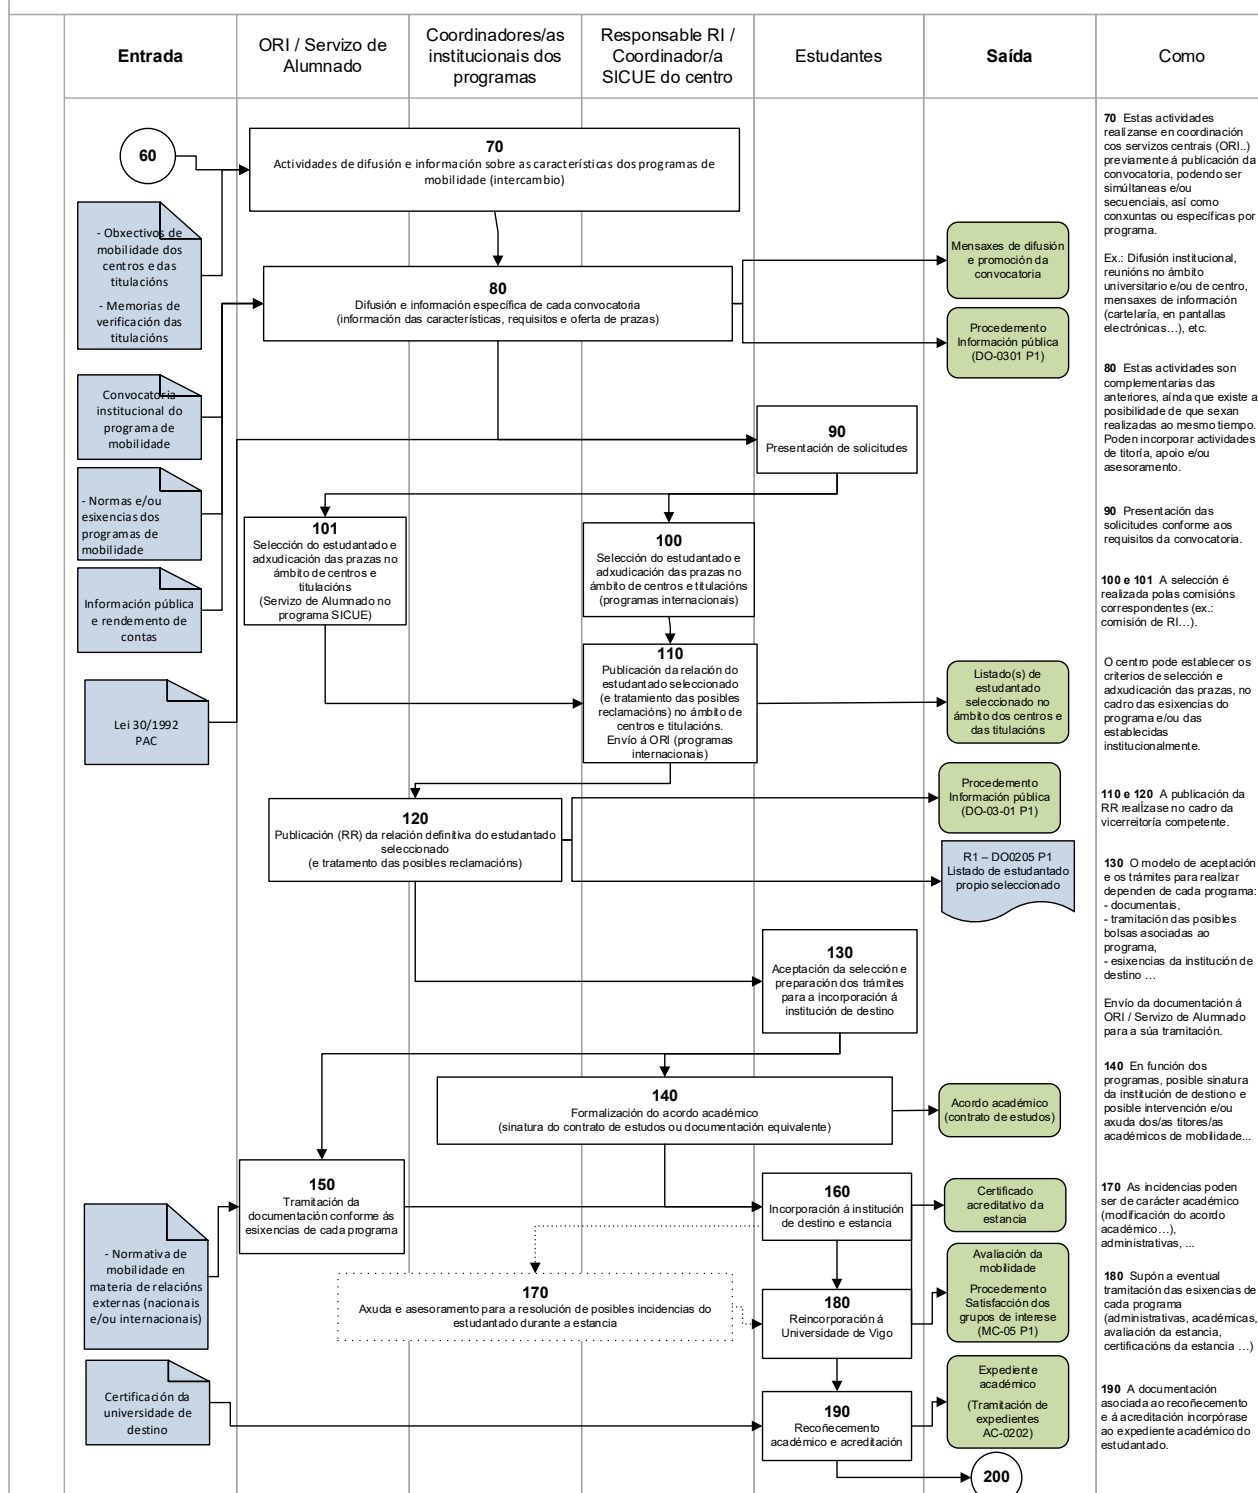 Entrada
ORI / Servizo de
Alumnado
Coordinadores/as
institucionais dos
programas
Responsable RI /
Coordinador/a
SICUE do centro
Estudantes
Saída
Como
60
70
Actividades de difusión e información sobre as características dos programas de
mobilidade (intercambio)
- Obxectivos de
mobilidade dos
centros e das
titulacións
- Memorias de
verificación das
titulacións
80
Difusión e información específica de cada convocatoria
(información das características, requisitos e oferta de prazas)
Mensaxes de difusión
e promoción da
convocatoria
Procedemento
Información pública
(DO-0301 P1)
Convocatoria
institucional do
programa de
mobilidade
90
Presentación de solicitudes
- Normas e/ou
esixencias dos
programas de
mobilidade
101
Selección do estudantado e
adxudicación das prazas no
ámbito de centros e
titulacións
(Servizo de Alumnado no
programa SICUE)
100
Selección do estudantado e
adxudicación das prazas no
ámbito de centros e titulacións
(programas internacionais)
Información pública
e rendemento de
contas
110
Publicación da relación do
estudantado seleccionado
(e tratamento das posibles
reclamacións) no ámbito de
centros e titulacións.
Envío á ORI (programas
internacionais)
Listado(s) de
estudantado
seleccionado no
ámbito dos centros e
das titulacións
Lei 30/1992
PAC
120
Publicación (RR) da relación definitiva do estudantado
seleccionado
(e tratamento das posibles reclamacións)
Procedemento
Información pública
(DO-03-01 P1)
R1 – DO0205 P1
Listado de estudantado
propio seleccionado
130
Aceptación da selección e
preparación dos trámites
para a incorporación á
institución de destino
140
Formalización do acordo académico
(sinatura do contrato de estudos ou documentación equivalente)
Acordo académico
(contrato de estudos)
150
Tramitación da
documentación conforme ás
esixencias de cada programa
160
Incorporación á institución
de destino e estancia
Certificado
acreditativo da
estancia
- Normativa de
mobilidade en
materia de relacións
externas (nacionais
e/ou internacionais)
170
Axuda e asesoramento para a resolución de posibles incidencias do
estudantado durante a estancia
180
Reincorporación á
Universidade de Vigo
Avaliación da
mobilidade
Procedemento
Satisfacción dos
grupos de interese
(MC-05 P1)
Certificación da
universidade de
destino
190
Recoñecemento
académico e acreditación
Expediente
académico
(Tramitación de
expedientes
AC-0202)
200
70 Estas actividades
realízanse en coordinación
cos servizos centrais (ORI..)
previamente á publicación da
convocatoria, podendo ser
simúltaneas e/ou
secuenciais, así como
conxuntas ou específicas por
programa.
Ex.: Difusión institucional,
reunións no ámbito
universitario e/ou de centro,
mensaxes de información
(cartelaría, en pantallas
electrónicas…), etc.
80 Estas actividades son
complementarias das
anteriores, aínda que existe a
posibilidade de que sexan
realizadas ao mesmo tempo.
Poden incorporar actividades
de titoría, apoio e/ou
asesoramento.
90 Presentación das
solicitudes conforme aos
requisitos da convocatoria.
100 e 101 A selección é
realizada polas comisións
correspondentes (ex.:
comisión de RI…).
O centro pode establecer os
criterios de selección e
adxudicación das prazas, no
cadro das esixencias do
programa e/ou das
establecidas
institucionalmente.
110 e 120 A publicación da
RR realízase no cadro da
vicerreitoría competente.
130 O modelo de aceptación
e os trámites para realizar
dependen de cada programa:
- documentais,
- tramitación das posibles
bolsas asociadas ao
programa,
- esixencias da institución de
destino …
Envío da documentación á
ORI / Servizo de Alumnado
para a súa tramitación.
140 En función dos
programas, posible sinatura
da institución de destiono e
posible intervención e/ou
axuda dos/as titores/as
académicos de mobilidade...
170 As incidencias poden
ser de carácter académico
(modificación do acordo
académico…),
administrativas, ...
180 Supón a eventual
tramitación das esixencias de
cada programa
(administrativas, académicas,
avaliación da estancia,
certificacións da estancia …)
190 A documentación
asociada ao recoñecemento
e á acreditación incorpórase
ao expediente académico do
estudantado.